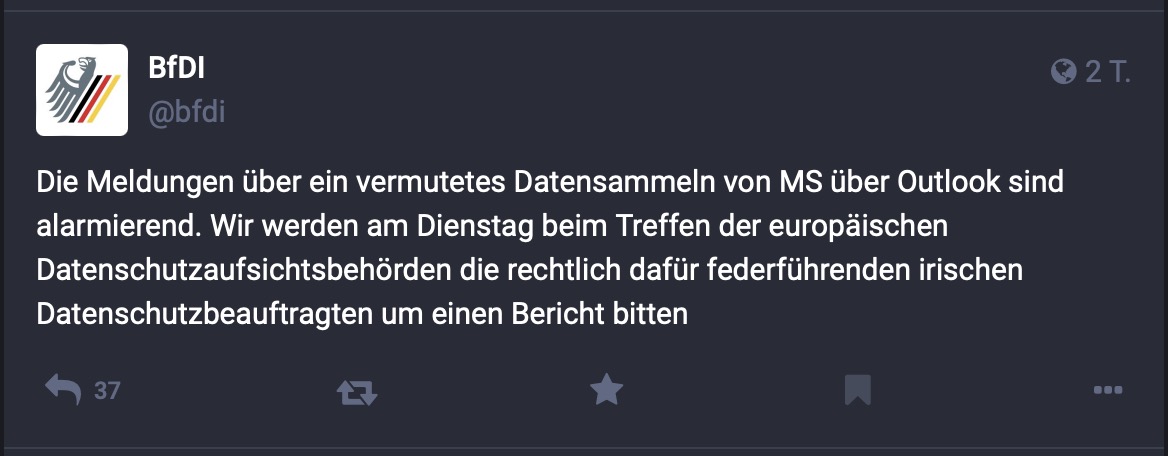 BfDI
@bfdi
2 T.
Die Meldungen über ein vermutetes Datensammeln von MS über Outlook sind
alarmierend. Wir werden am Dienstag beim Treffen der europäischen
Datenschutzaufsichtsbehörden die rechtlich dafür federführenden irischen
Datenschutzbeauftragten um einen Bericht bitten
37